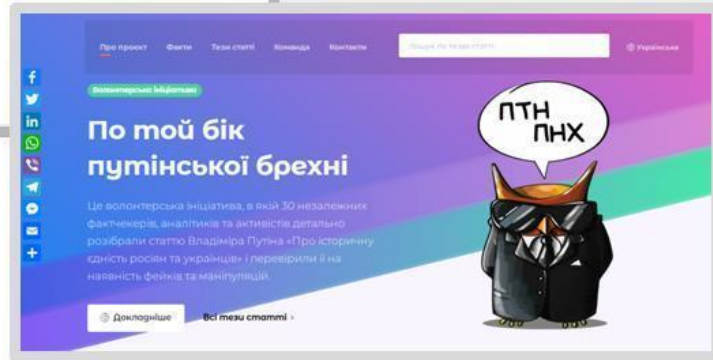 Про проєкт Факти Тези статті Команда Контакти Пошук по тезам статті Українська
Волонтерська ініціатива
По той бік
путінської брехні
Це волонтерська ініціатива, в якій 30 незалежних
фактчекерів, аналітиків та активістів детально
розібрали статтю Владіміра Путіна «Про історичну
єдність росіян та українців» і перевірили її на
наявність фейків та маніпуляцій.
Докладніше Всі тези статті ›
ПТН
ПНХ